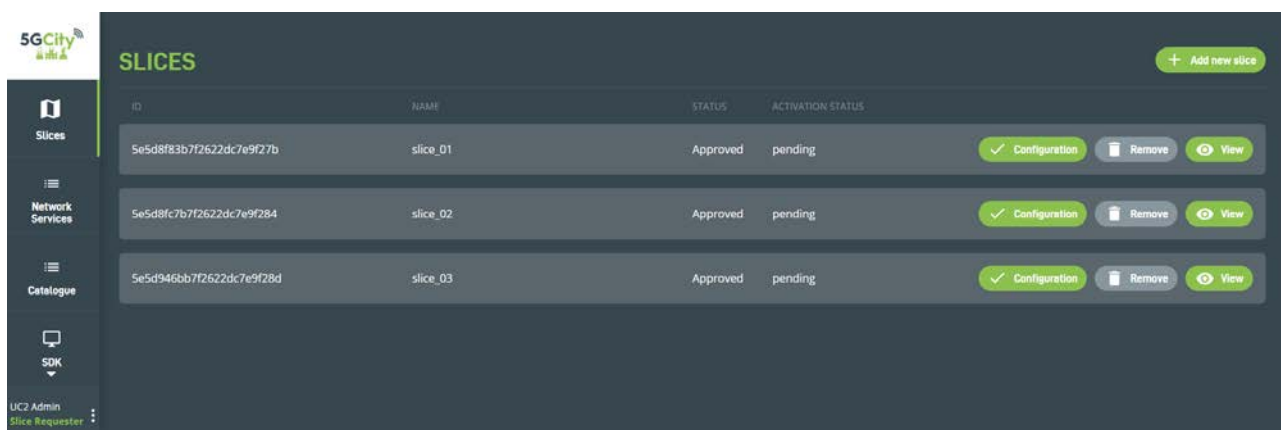 5GCity
SLICES
+ Add new slice
ID NAME STATUS ACTIVATION STATUS
5e5d8f83b7f2622dc7e9f27b slice_01 Approved pending Configuration Remove View
5e5d8fc7b7f2622dc7e9f284 slice_02 Approved pending Configuration Remove View
5e5d946bb7f2622dc7e9f28d slice_03 Approved pending Configuration Remove View
Slices
Network
Services
Catalogue
SDK
UC2 Admin
Slice Requester